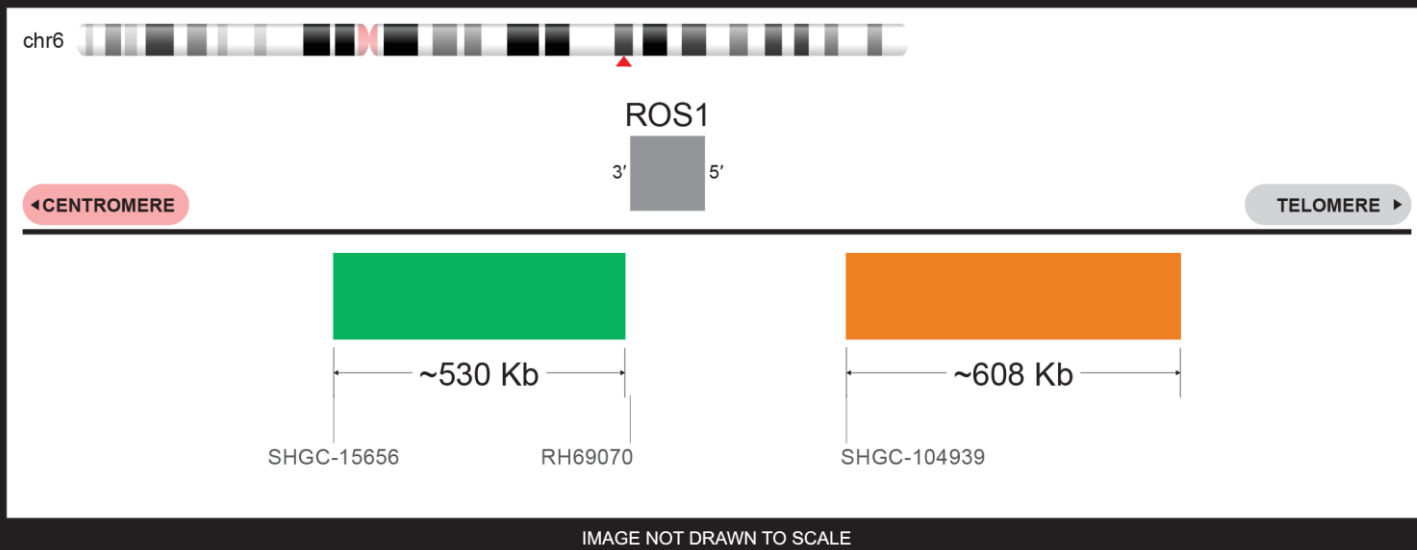 chr6
ROS1
3′ 5′
CENTROMERE TELOMERE
~530 Kb ~608 Kb
SHGC-15656 RH69070 SHGC-104939
IMAGE NOT DRAWN TO SCALE